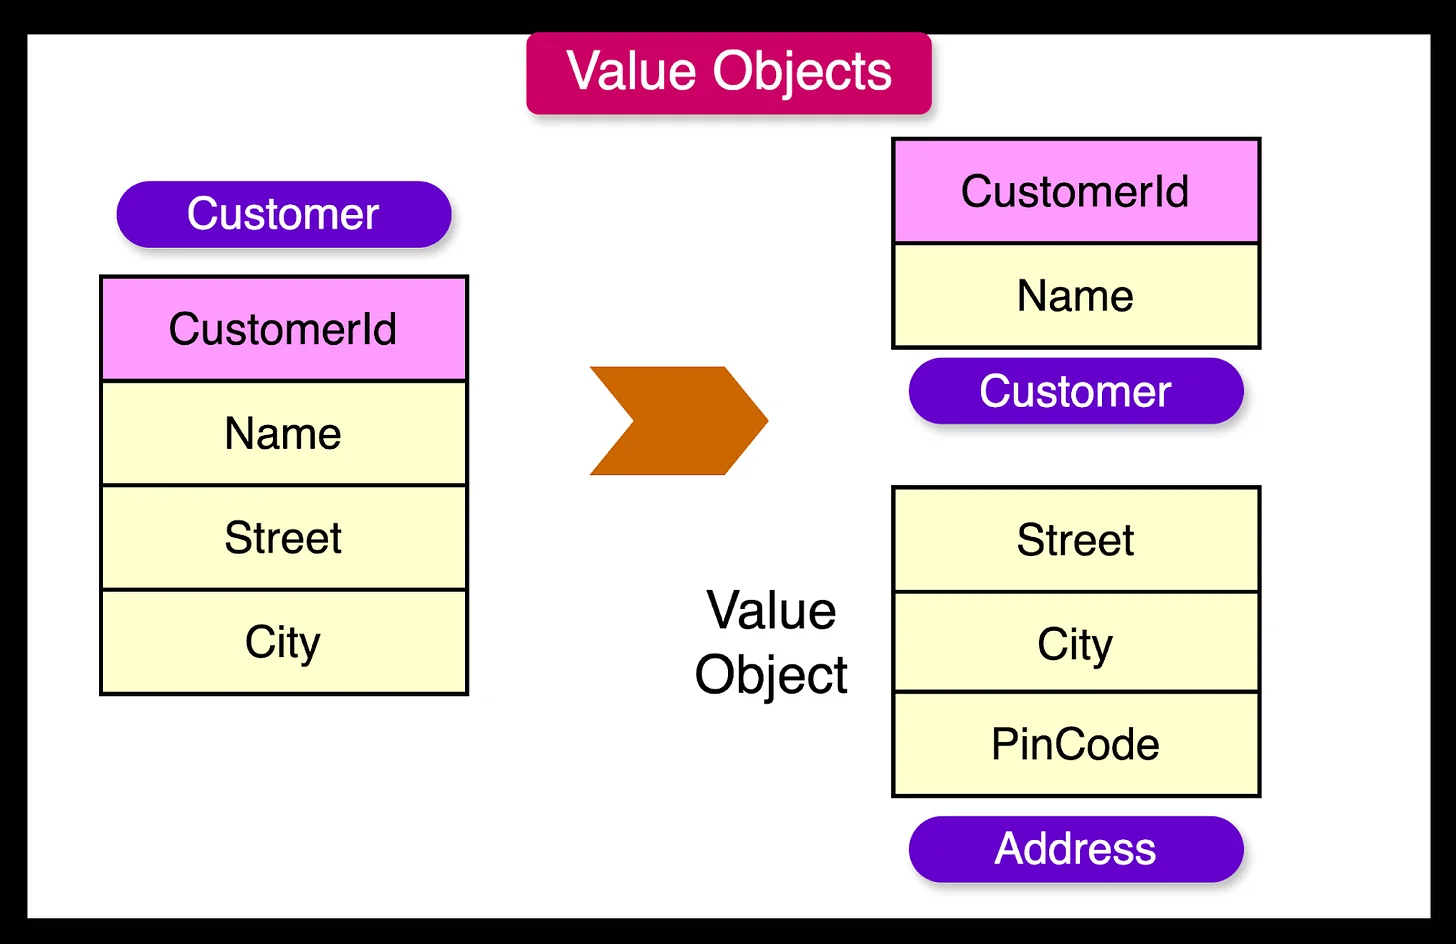 Value Objects
Customer
CustomerId
Name
Street
City
CustomerId
Name
Customer
Value
Object
Street
City
PinCode
Address